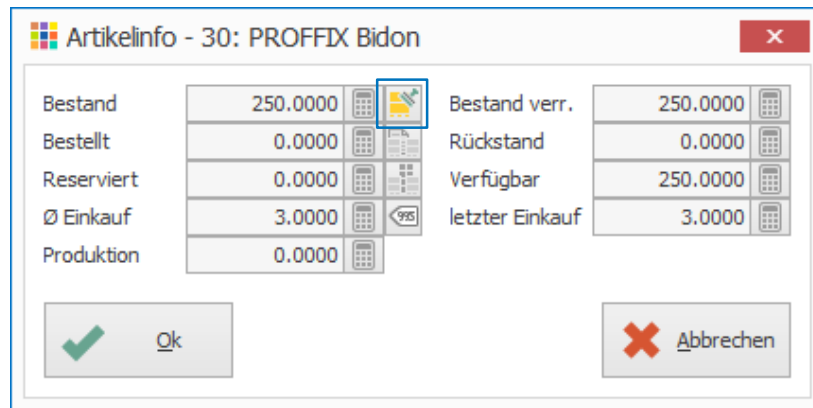 Artikelinfo - 30: PROFFIX Bidon
Bestand 250.0000 Bestand verr. 250.0000
Bestellt 0.0000 Rückstand 0.0000
Reserviert 0.0000 Verfügbar 250.0000
Ø Einkauf 3.0000 995 letzter Einkauf 3.0000
Produktion 0.0000
Ok Abbrechen